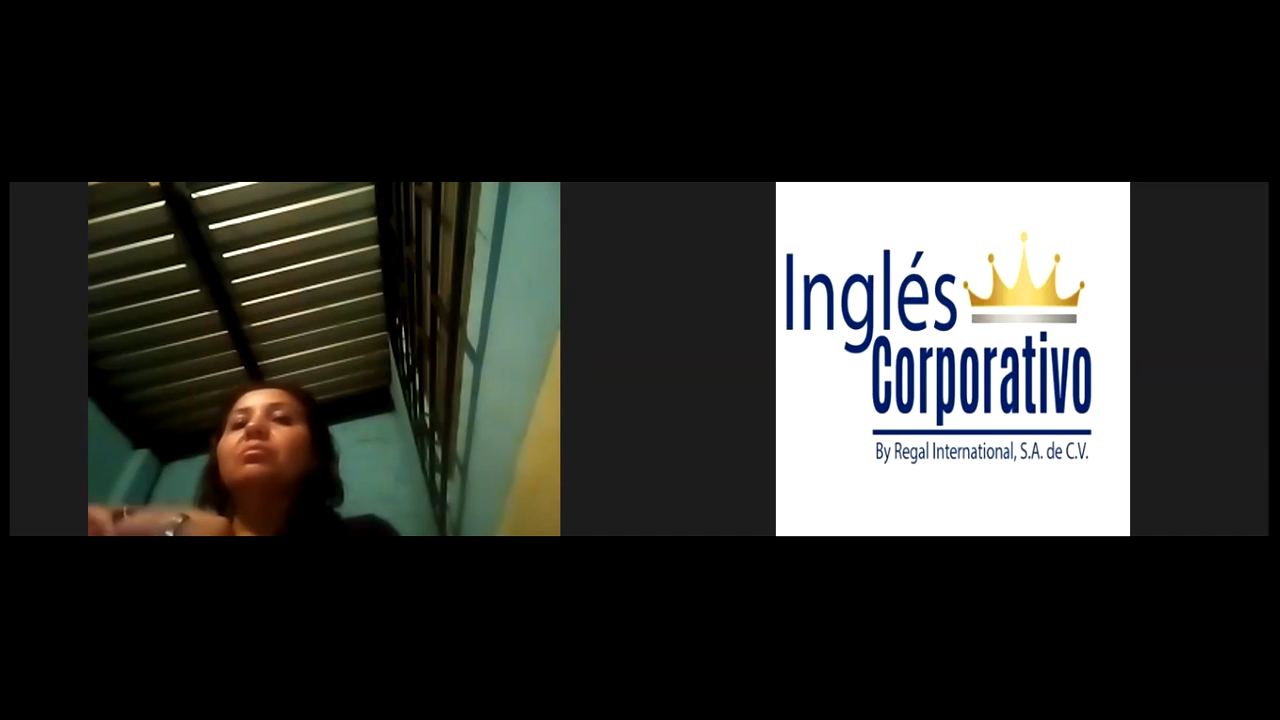 Inglés
Corporativo
By Regal International, S.A. de C.V.